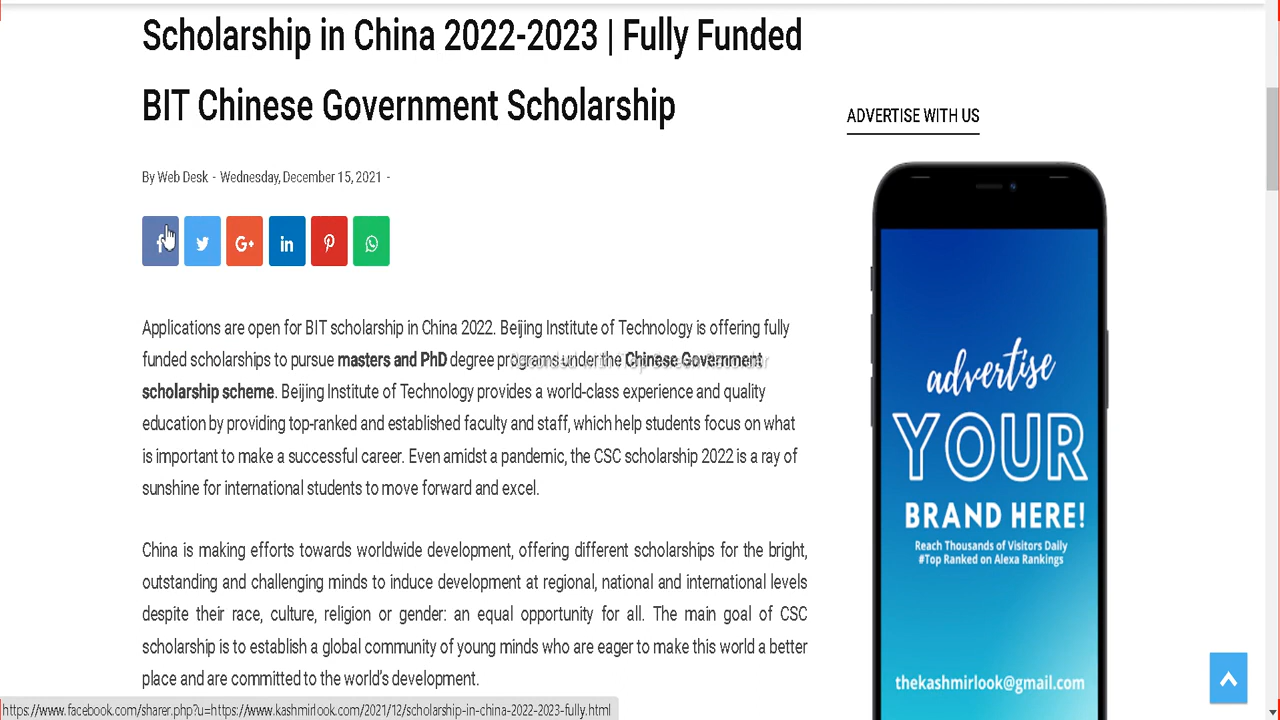 Scholarship in China 2022-2023 | Fully Funded
BIT Chinese Government Scholarship
ADVERTISE WITH US
By Web Desk - Wednesday, December 15, 2021 -
Applications are open for BIT scholarship in China 2022. Beijing Institute of Technology is offering fully
funded scholarships to pursue masters and PhD degree programs under the Chinese Government
scholarship scheme. Beijing Institute of Technology provides a world-class experience and quality
education by providing top-ranked and established faculty and staff, which help students focus on what
is important to make a successful career. Even amidst a pandemic, the CSC scholarship 2022 is a ray of
sunshine for international students to move forward and excel.
China is making efforts towards worldwide development, offering different scholarships for the bright,
outstanding and challenging minds to induce development at regional, national and international levels
despite their race, culture, religion or gender: an equal opportunity for all. The main goal of CSC
scholarship is to establish a global community of young minds who are eager to make this world a better
place and are committed to the world's development.
advertise
YOUR
BRAND HERE!
Reach Thousands of Visitors Daily
#Top Ranked on Alexa Rankings
thekashmirlook@gmail.com
https://www.facebook.com/sharer.php?u=https://www.kashmirlook.com/2021/12/scholarship-in-china-2022-2023-fully.html